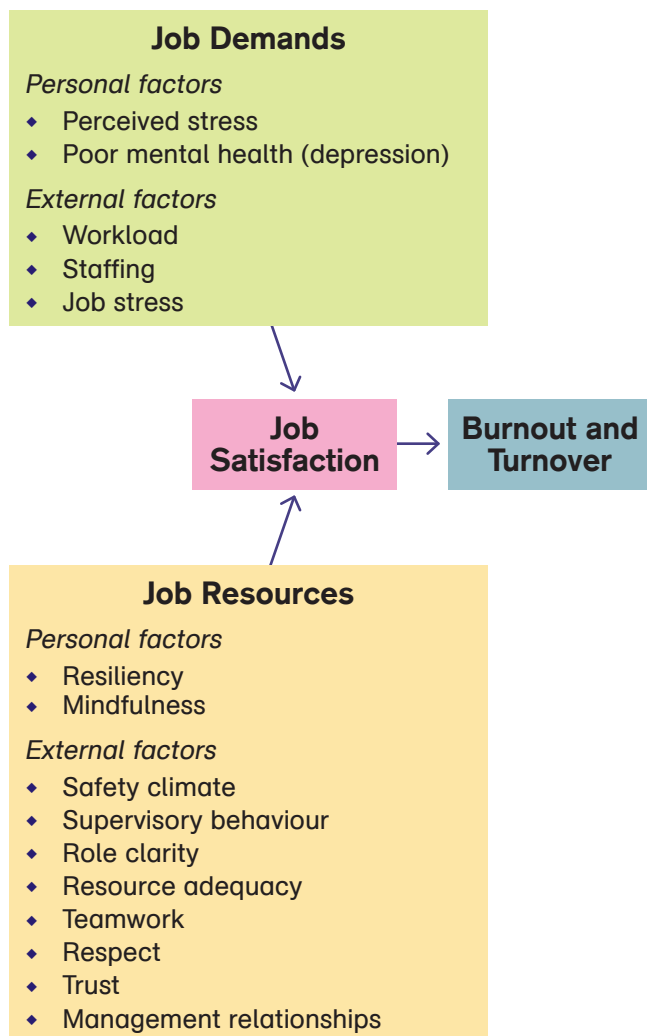 Job Demands
Personal factors
Perceived stress
Poor mental health (depression)
External factors
Workload
Staffing
Job stress
Job
Satisfaction
Burnout and
Turnover
Job Resources
Personal factors
Resiliency
Mindfulness
External factors
Safety climate
Supervisory behaviour
Role clarity
Resource adequacy
Teamwork
Respect
Trust
Management relationships